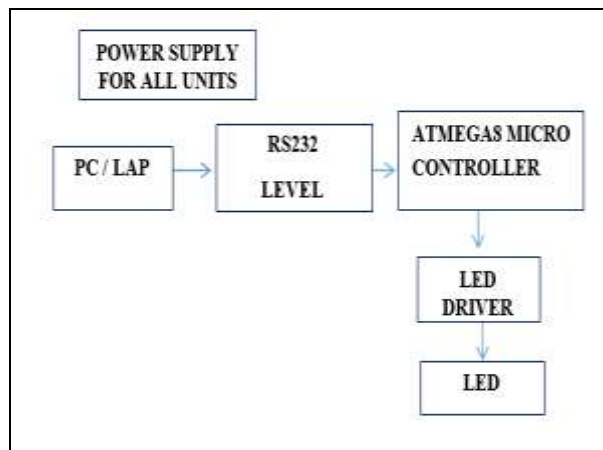 POWER SUPPLY
FOR ALL UNITS
PC / LAP
RS232
LEVEL
ATMEGA8 MICRO
CONTROLLER
LED
DRIVER
LED